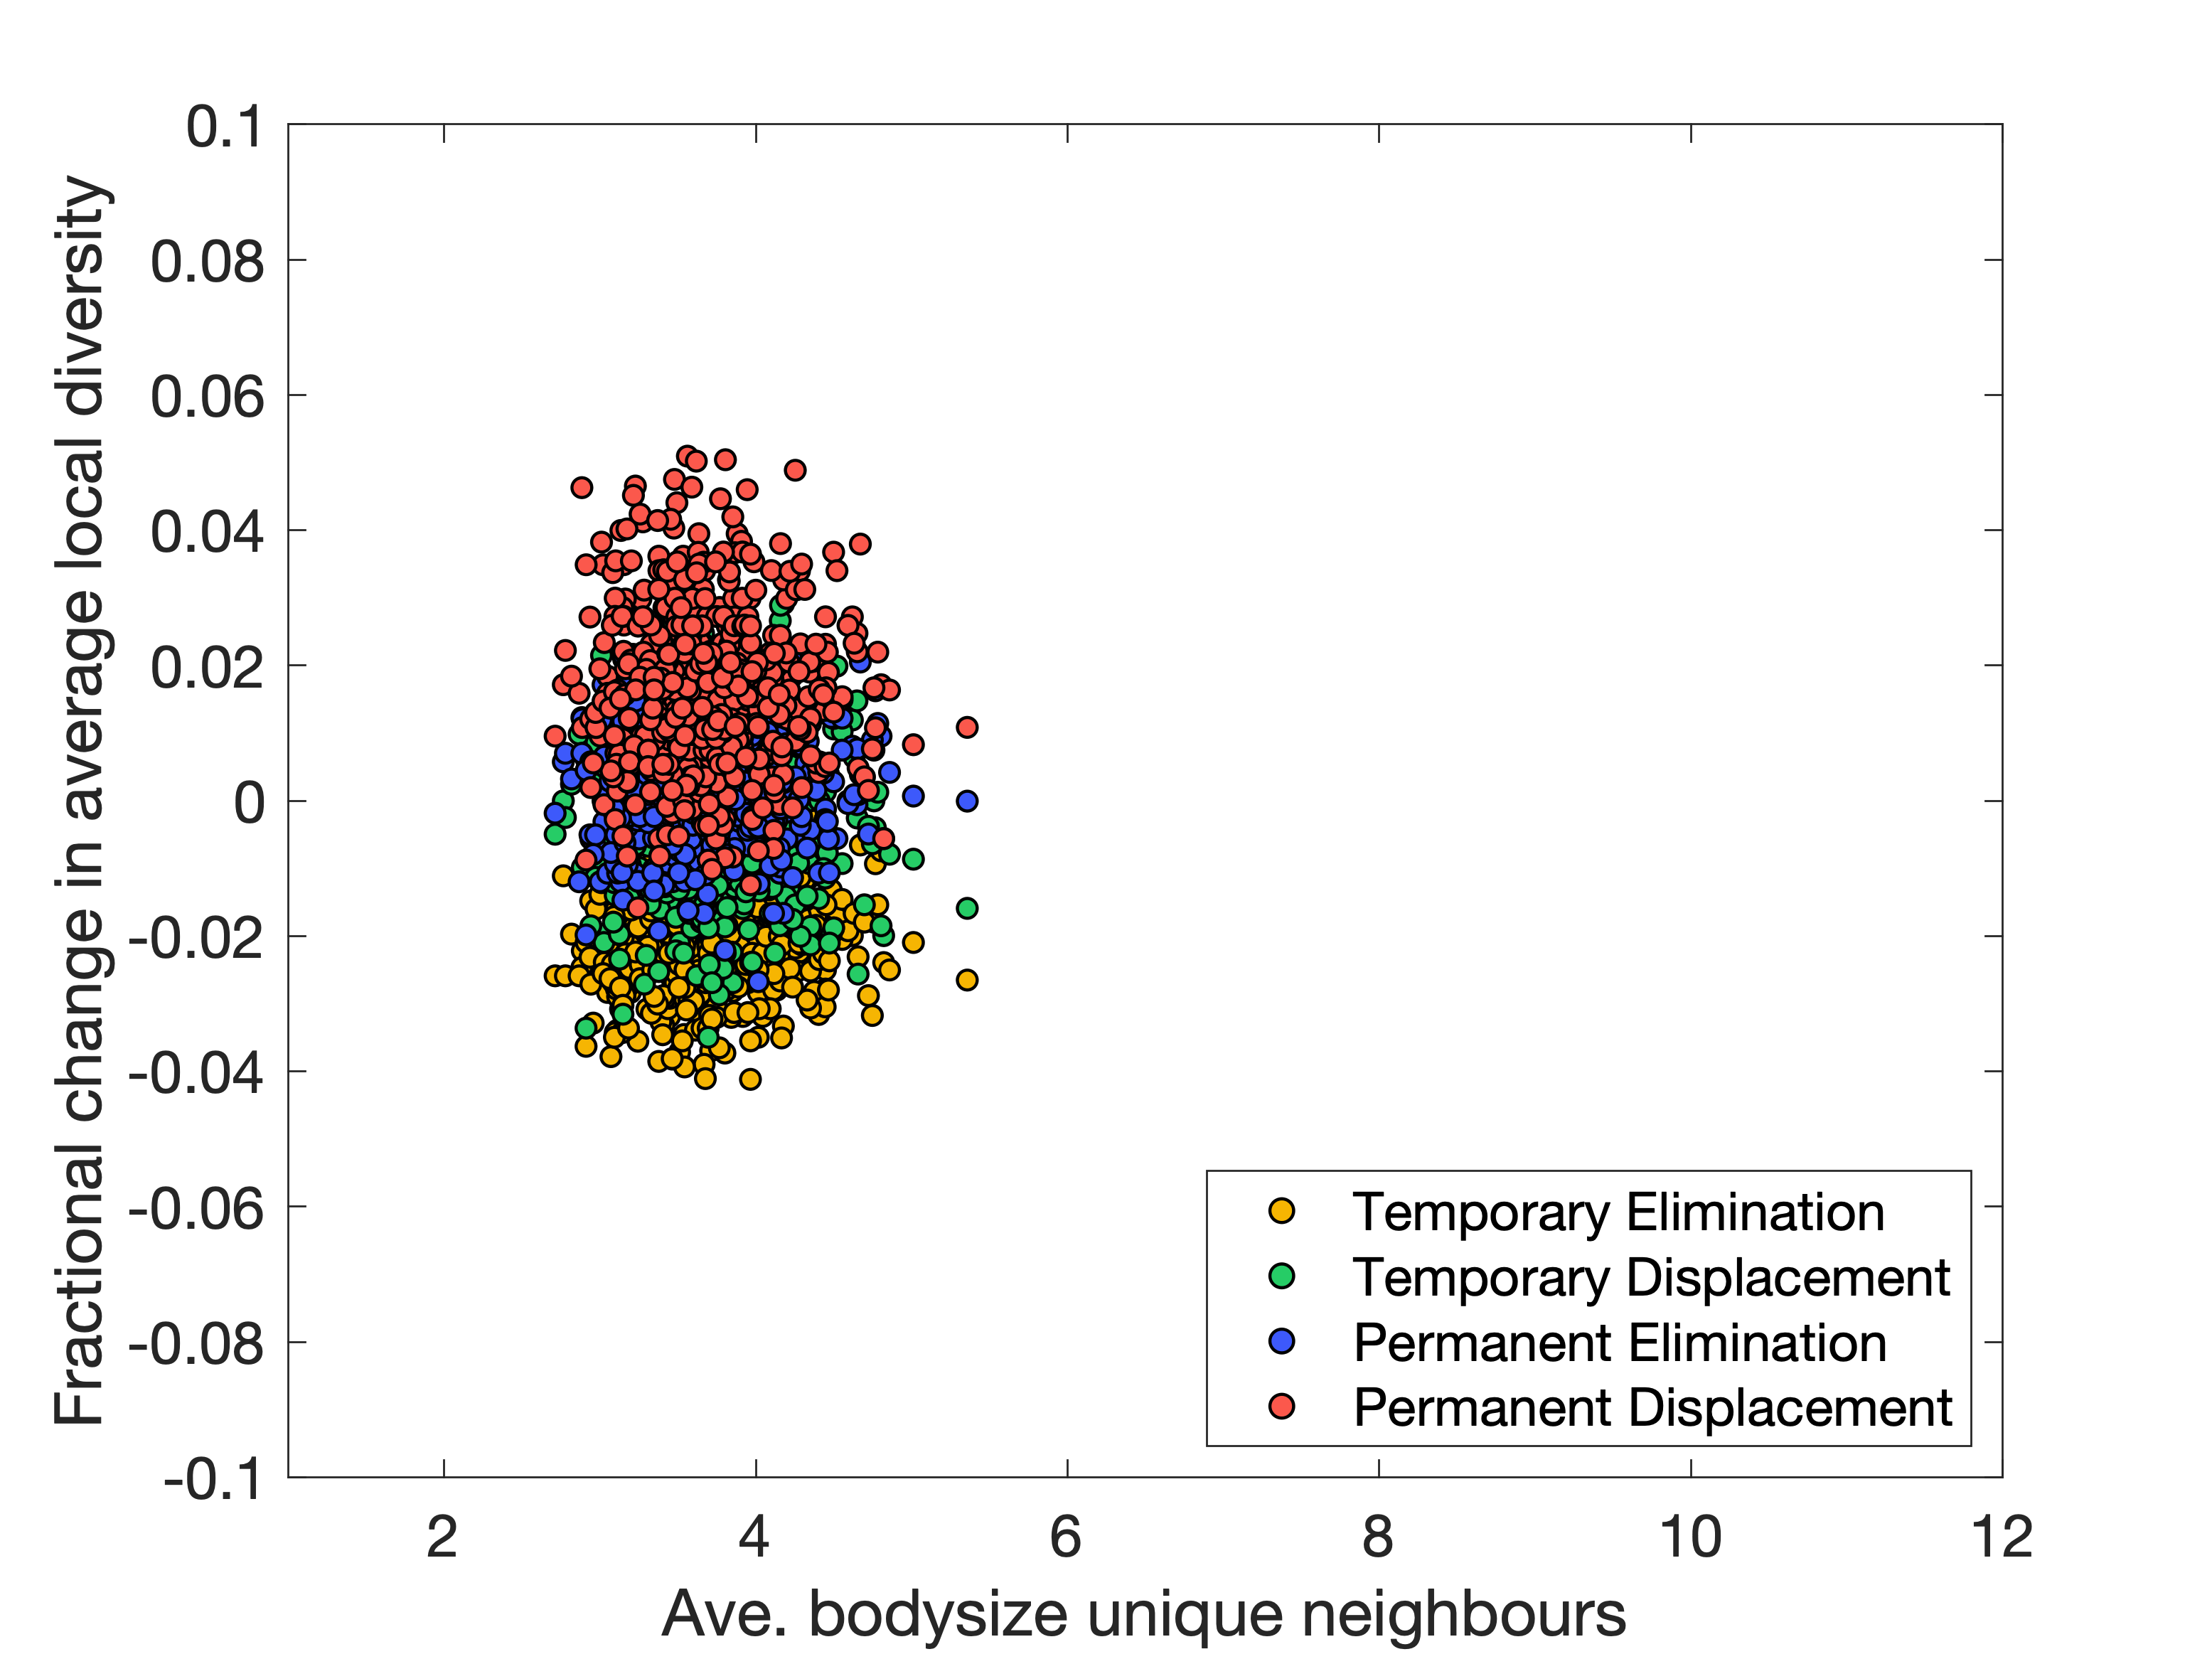 Fractional change in average local diversity
0.1
0.08
0.06
0.04
0.02
0
-0.02
-0.04
-0.06
-0.08
-0.1
Temporary Elimination
Temporary Displacement
Permanent Elimination
Permanent Displacement
2 4 6 8 10 12
Ave. bodysize unique neighbours